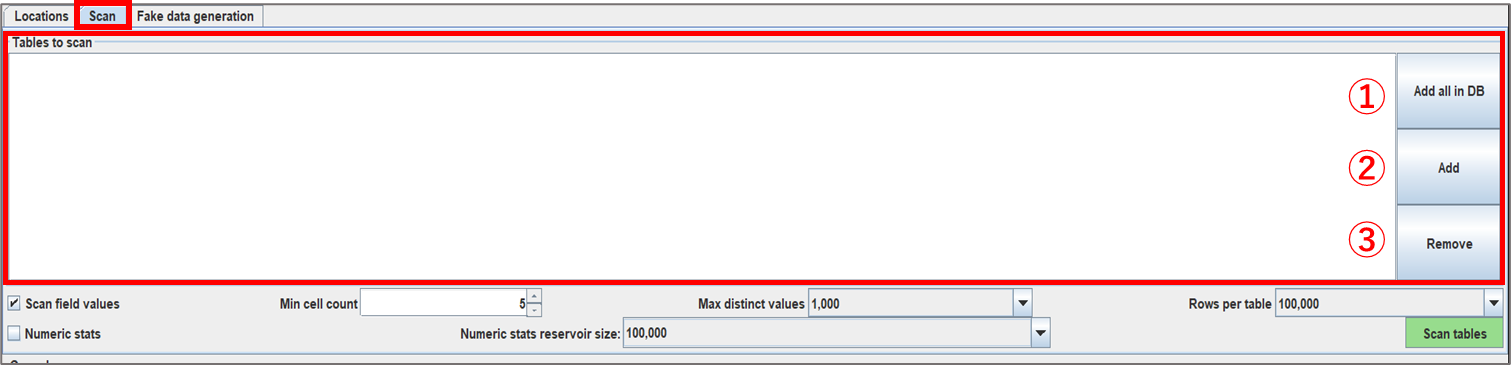 Locations Scan Fake data generation
Tables to scan
① Add all in DB
② Add
③ Remove
Scan field values Min cell count 5 Max distinct values 1,000 Rows per table 100,000
Numeric stats Numeric stats reservoir size: 100,000 Scan tables